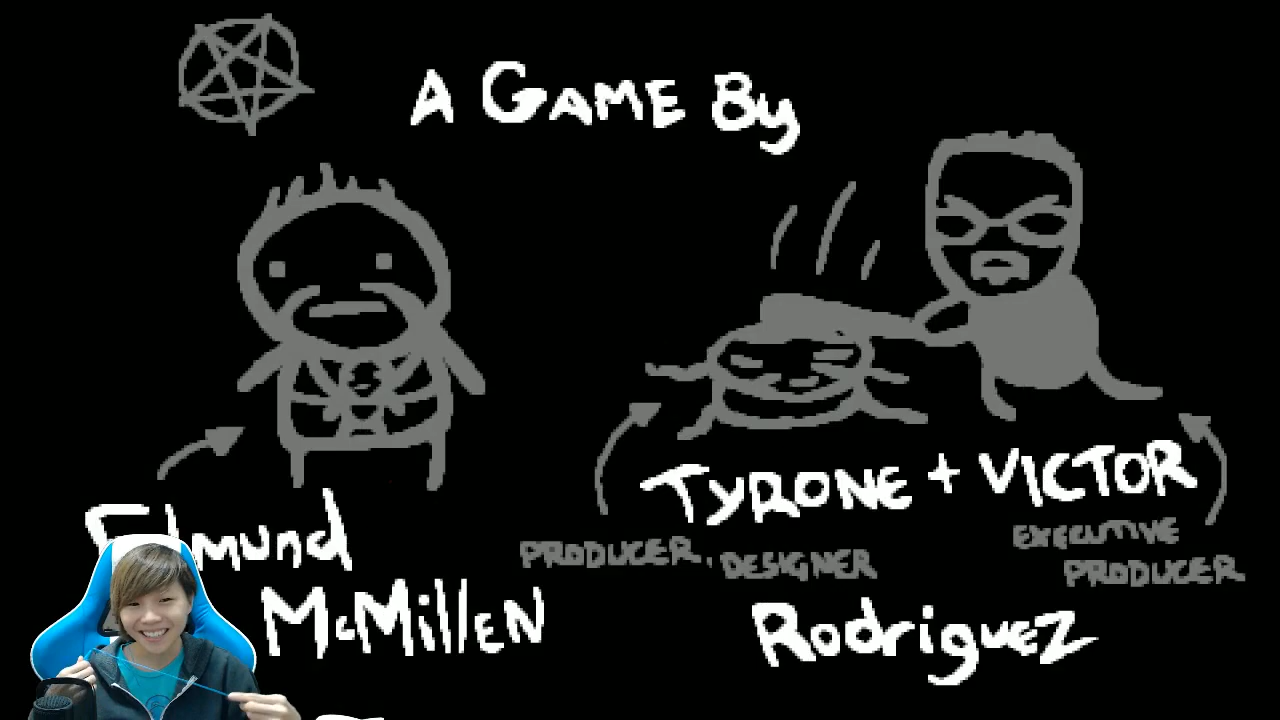 A GAME By
TYRONE + VICTOR
EXECUTIVE
PRODUCER
PRODUCER, DESIGNER
Edmund
McMillEN
RodriguEZ